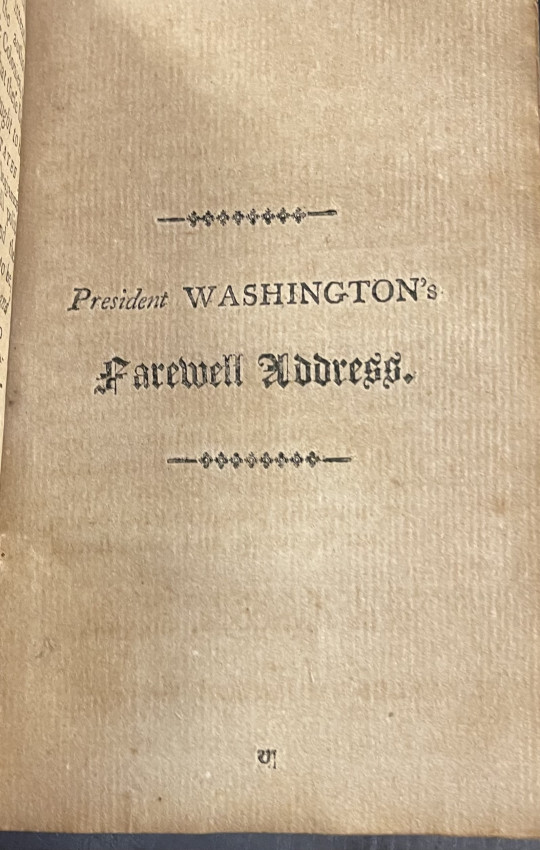 President WASHINGTON's
Farewell Address.